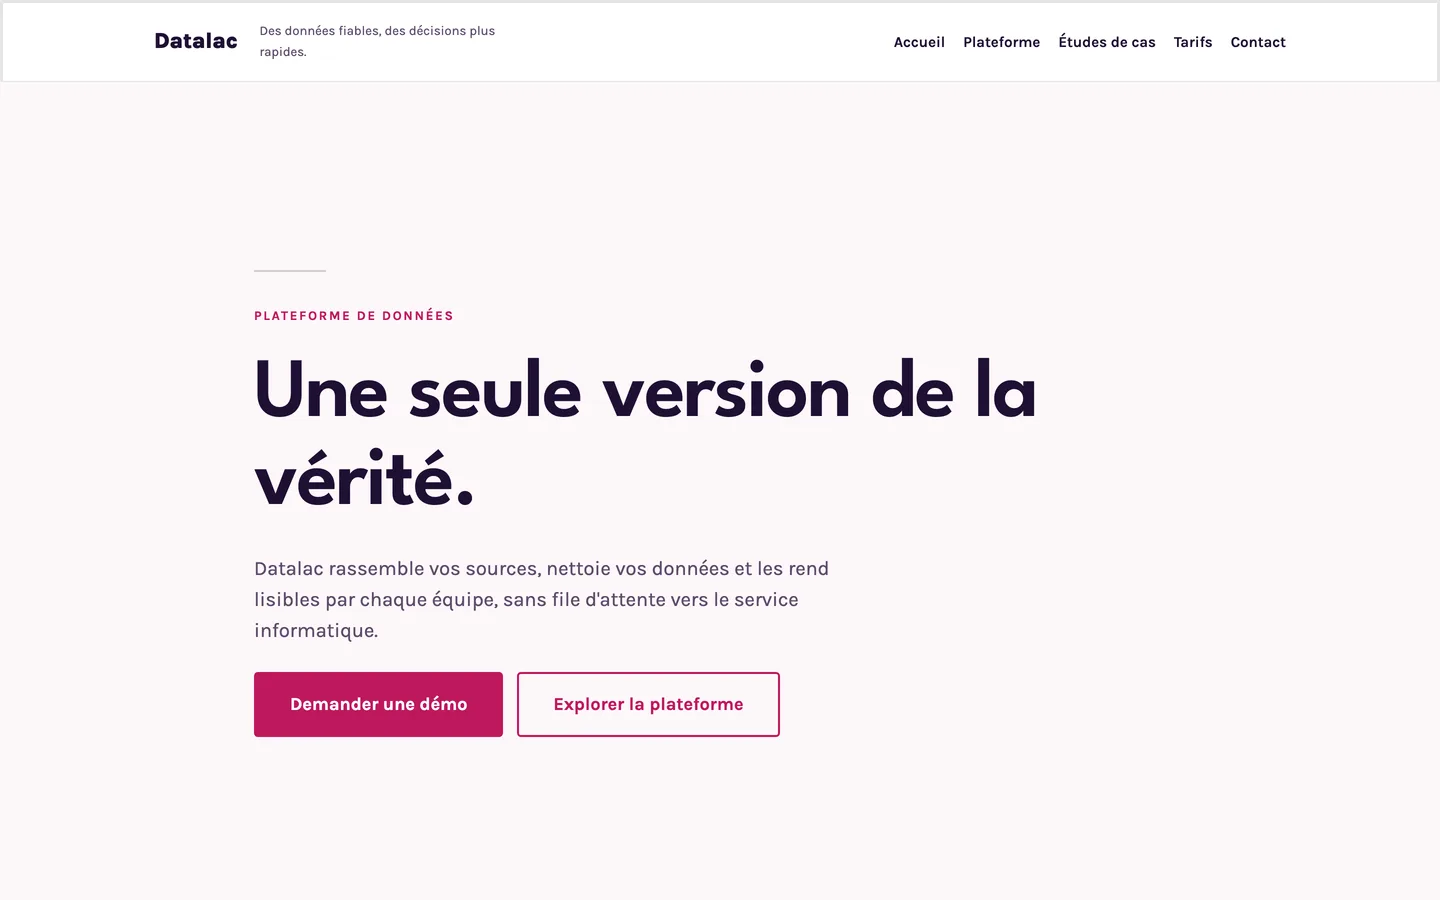 Datalac
Des données fiables, des décisions plus
rapides.
Accueil
Plateforme
Études de cas
Tarifs
Contact
PLATEFORME DE DONNÉES
Une seule version de la
vérité.
Datalac rassemble vos sources, nettoie vos données et les rend
lisibles par chaque équipe, sans file d'attente vers le service
informatique.
Demander une démo
Explorer la plateforme